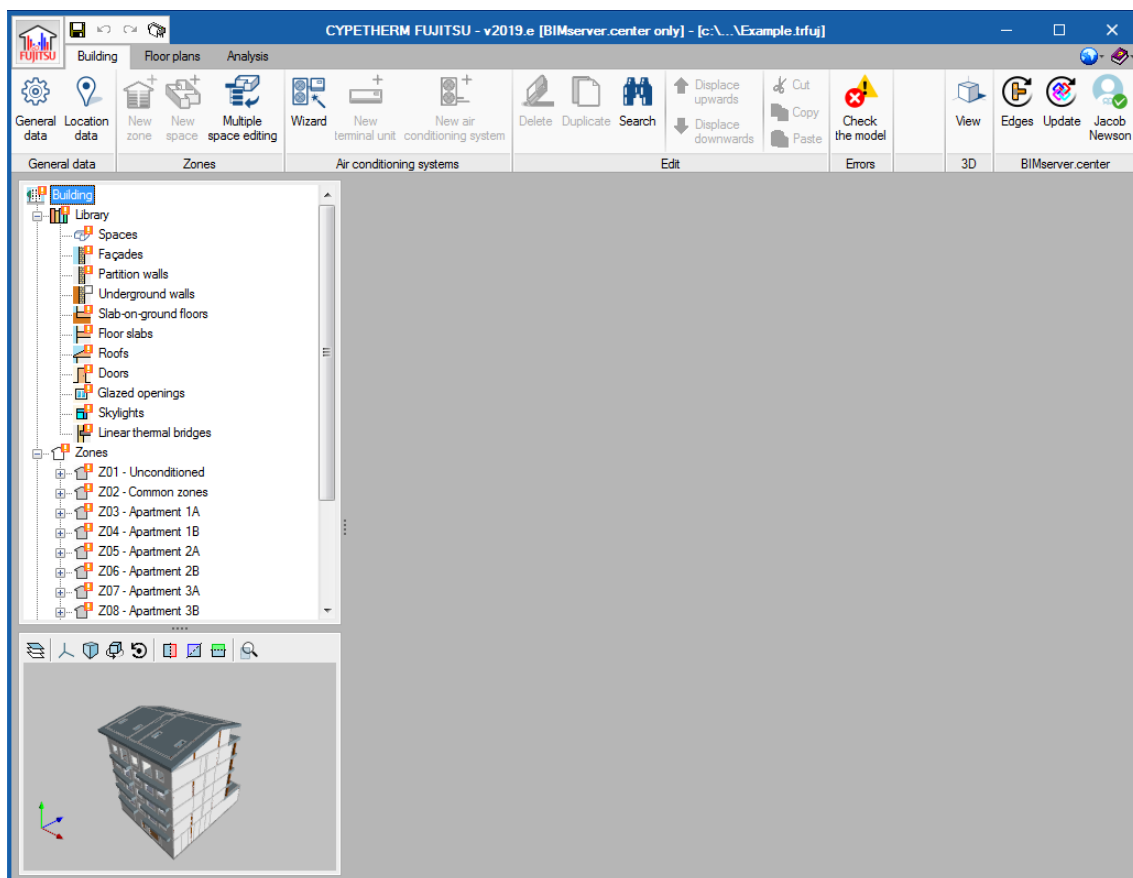 CYPETHERM FUJITSU - v2019.e [BIMserver.center only] - [c:\...\Example.trfuj]
FUJITSU
Building Floor plans Analysis
General data
Location data
New zone
New space
Multiple space editing
Wizard
New terminal unit
New air conditioning system
Delete
Duplicate
Search
Displace upwards
Displace downwards
Cut
Copy
Paste
Check the model
View
Edges
Update
Jacob Newson
General data
Zones
Air conditioning systems
Edit
Errors
3D
BIMserver.center
Building
Library
Spaces
Façades
Partition walls
Underground walls
Slab-on-ground floors
Floor slabs
Roofs
Doors
Glazed openings
Skylights
Linear thermal bridges
Zones
Z01 - Unconditioned
Z02 - Common zones
Z03 - Apartment 1A
Z04 - Apartment 1B
Z05 - Apartment 2A
Z06 - Apartment 2B
Z07 - Apartment 3A
Z08 - Apartment 3B